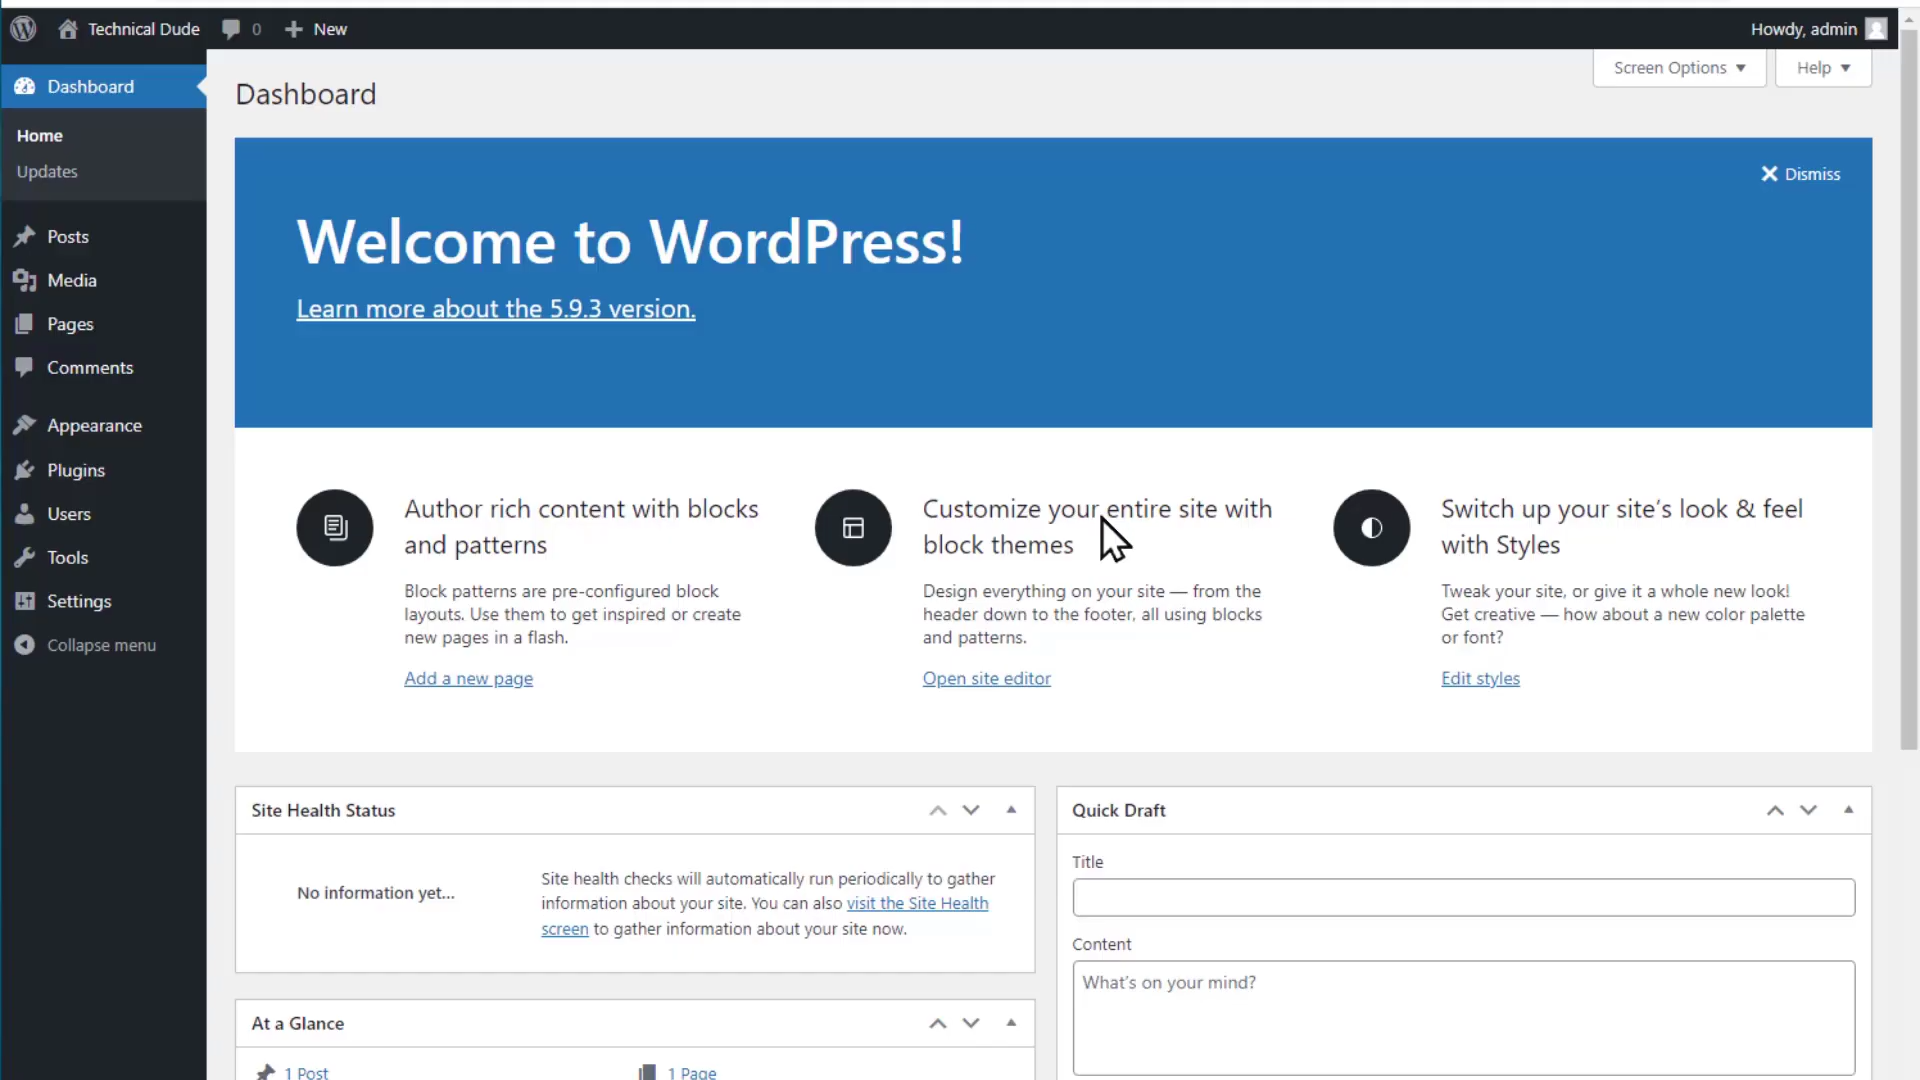 Technical Dude
0
New
Howdy, admin
Screen Options
Help
Dashboard
Home
Updates
Posts
Media
Pages
Comments
Appearance
Plugins
Users
Tools
Settings
Collapse menu
Dashboard
Dismiss
Welcome to WordPress!
Learn more about the 5.9.3 version.
Author rich content with blocks
and patterns
Block patterns are pre-configured block
layouts. Use them to get inspired or create
new pages in a flash.
Add a new page
Customize your entire site with
block themes
Design everything on your site — from the
header down to the footer, all using blocks
and patterns.
Open site editor
Switch up your site’s look & feel
with Styles
Tweak your site, or give it a whole new look!
Get creative — how about a new color palette
or font?
Edit styles
Site Health Status
No information yet...
Site health checks will automatically run periodically to gather
information about your site. You can also visit the Site Health
screen to gather information about your site now.
At a Glance
1 Post
1 Page
Quick Draft
Title
Content
What’s on your mind?